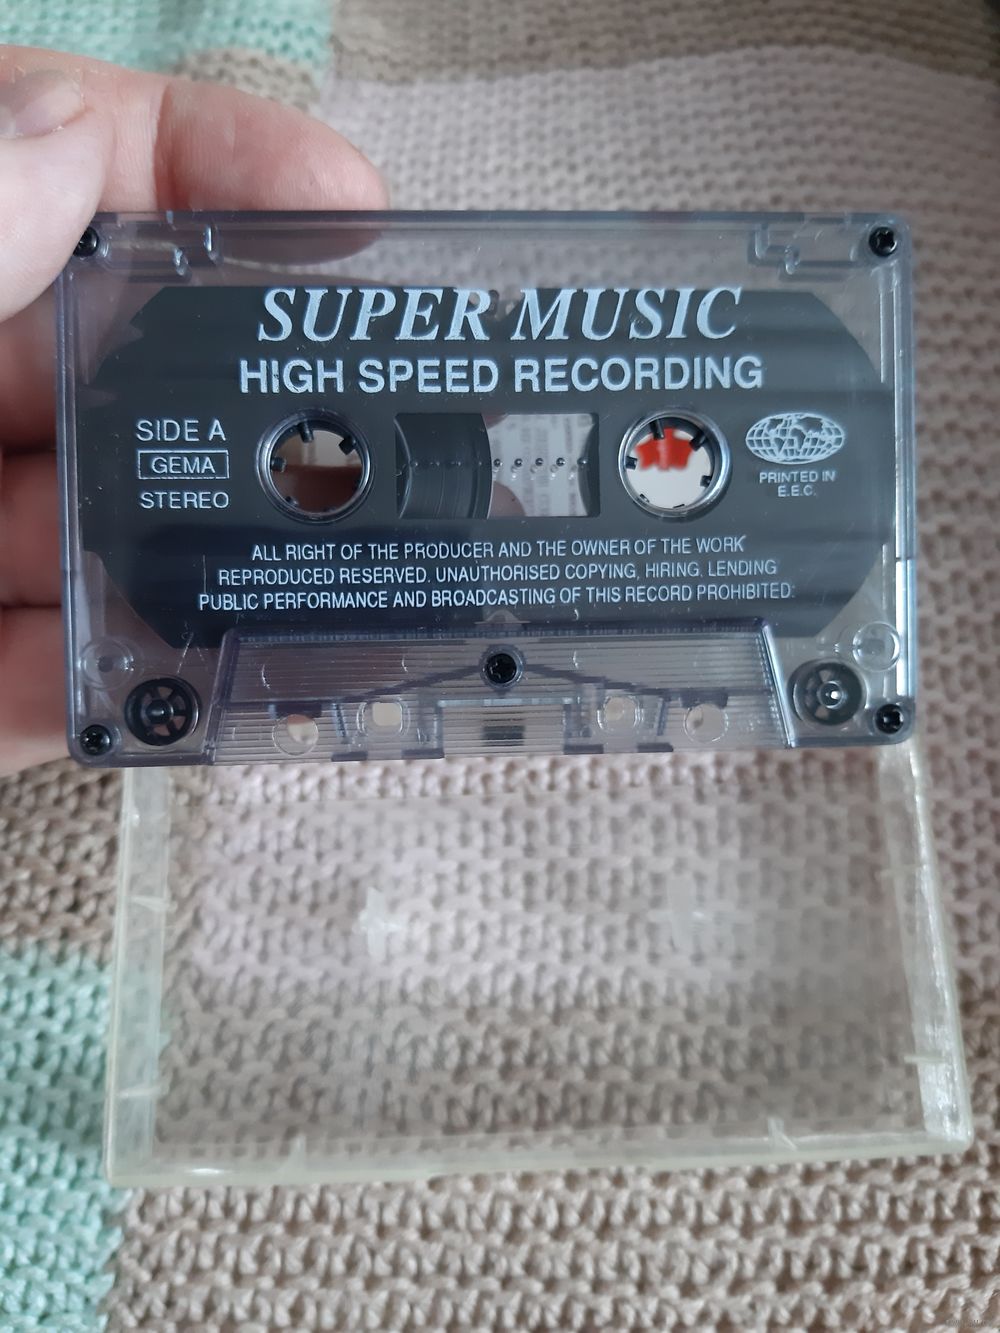 SUPER MUSIC
HIGH SPEED RECORDING
SIDE A
GEMA
STEREO
PRINTED IN
E.E.C.
ALL RIGHT OF THE PRODUCER AND THE OWNER OF THE WORK
REPRODUCED RESERVED. UNAUTHORISED COPYING, HIRING, LENDING
PUBLIC PERFORMANCE AND BROADCASTING OF THIS RECORD PROHIBITED: